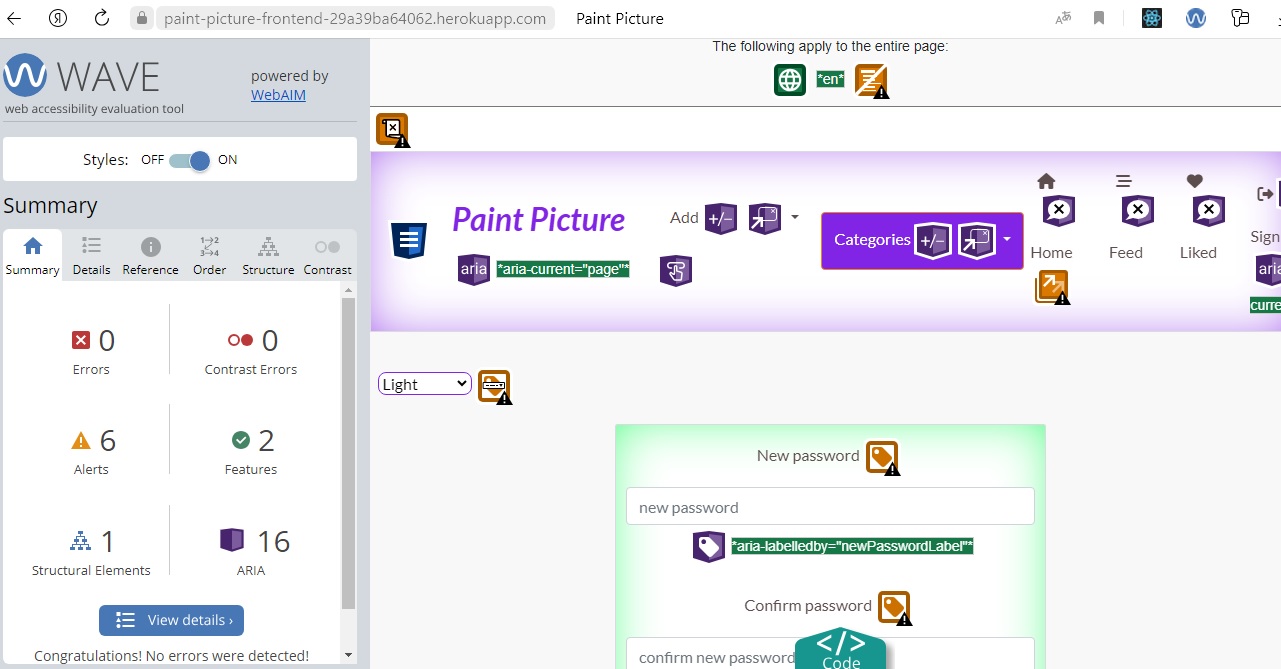 paint-picture-frontend-29a39ba64062.herokuapp.com Paint Picture
WAVE
web accessibility evaluation tool
powered by
WebAIM
Styles: OFF ON
Summary
Summary Details Reference Order Structure Contrast
0 0
Errors Contrast Errors
6 2
Alerts Features
1 16
Structural Elements ARIA
View details ›
Congratulations! No errors were detected!
The following apply to the entire page:
*en*
Paint Picture
aria *aria-current="page"*
Add +/-
Categories +/-
Home Feed Liked Sign
aria
curre
Light
New password
new password
*aria-labelledby="newPasswordLabel"*
Confirm password
confirm new password
</>
Code